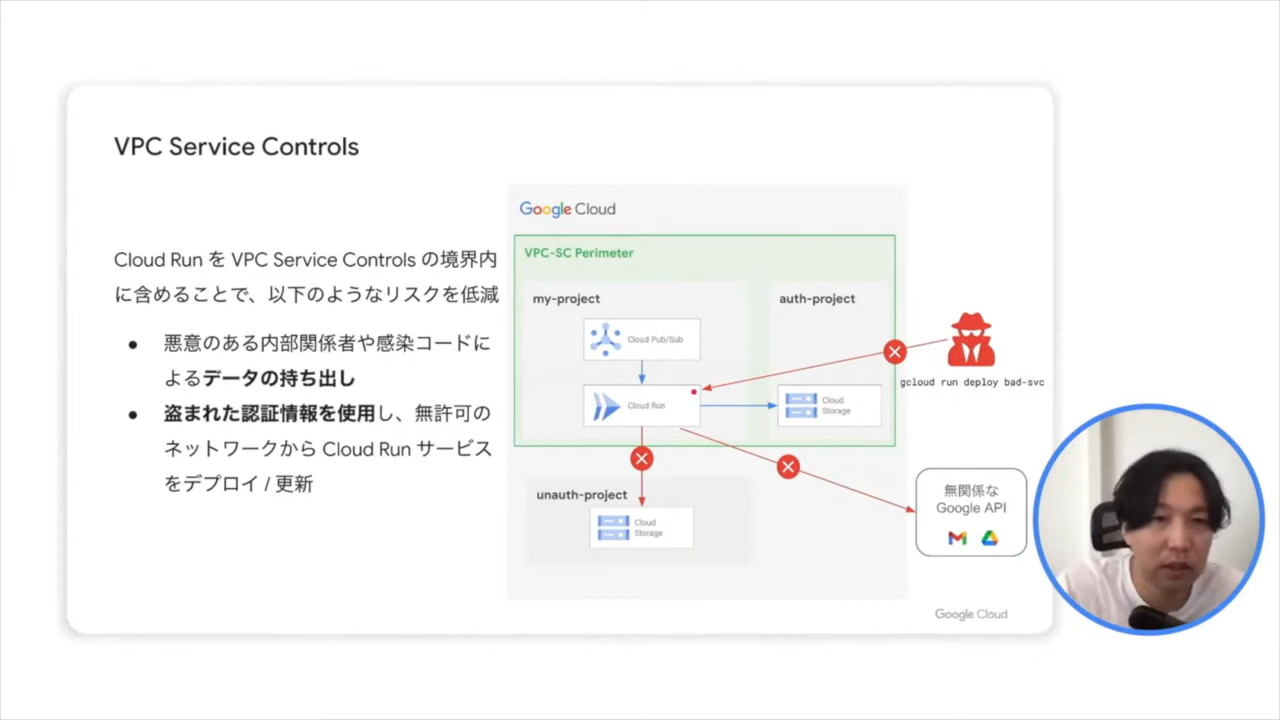 VPC Service Controls
Cloud Run を VPC Service Controls の境界内
に含めることで、以下のようなリスクを低減
● 悪意のある内部関係者や感染コードに
よるデータの持ち出し
● 盗まれた認証情報を使用し、無許可の
ネットワークから Cloud Run サービス
をデプロイ / 更新
Google Cloud
VPC-SC Perimeter
my-project
auth-project
Cloud Pub/Sub
Cloud Run
Cloud
Storage
gcloud run deploy bad-svc
unauth-project
Cloud
Storage
無関係な
Google API
Google Cloud